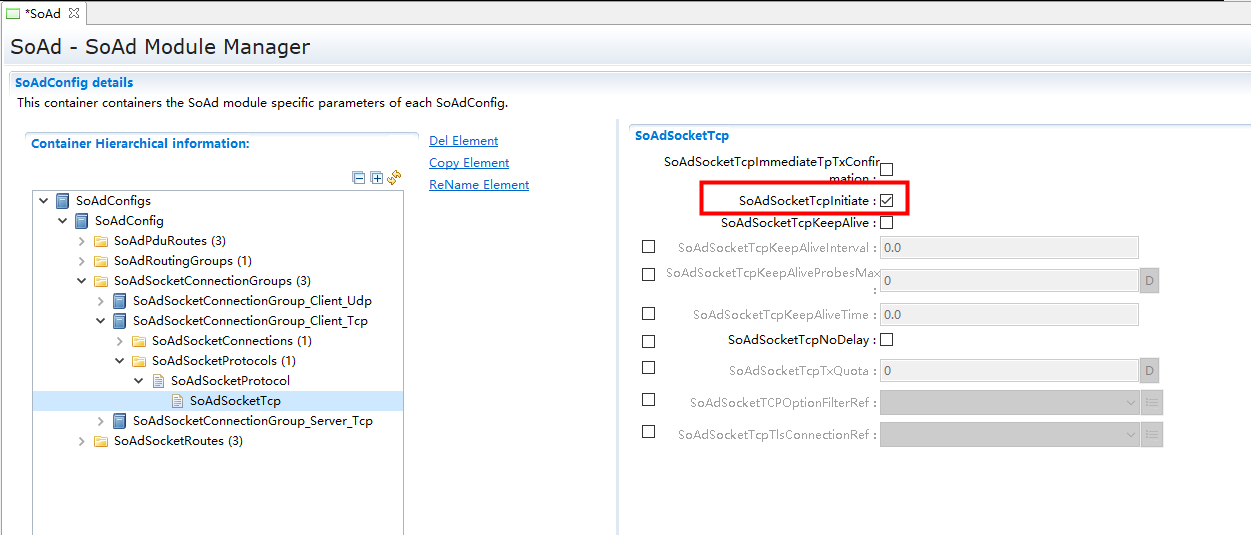 *SoAd
SoAd - SoAd Module Manager
SoAdConfig details
This container containers the SoAd module specific parameters of each SoAdConfig.
Container Hierarchical information:
Del Element
Copy Element
ReName Element
SoAdConfigs
SoAdConfig
SoAdPduRoutes (3)
SoAdRoutingGroups (1)
SoAdSocketConnectionGroups (3)
SoAdSocketConnectionGroup_Client_Udp
SoAdSocketConnectionGroup_Client_Tcp
SoAdSocketConnections (1)
SoAdSocketProtocols (1)
SoAdSocketProtocol
SoAdSocketTcp
SoAdSocketConnectionGroup_Server_Tcp
SoAdSocketRoutes (3)
SoAdSocketTcp
SoAdSocketTcpImmediateTpTxConfir
mation :
SoAdSocketTcpInitiate :
SoAdSocketTcpKeepAlive :
SoAdSocketTcpKeepAliveInterval : 0.0
SoAdSocketTcpKeepAliveProbesMax
: 0 D
SoAdSocketTcpKeepAliveTime : 0.0
SoAdSocketTcpNoDelay :
SoAdSocketTcpTxQuota : 0 D
SoAdSocketTCPOptionFilterRef :
SoAdSocketTcpTlsConnectionRef :